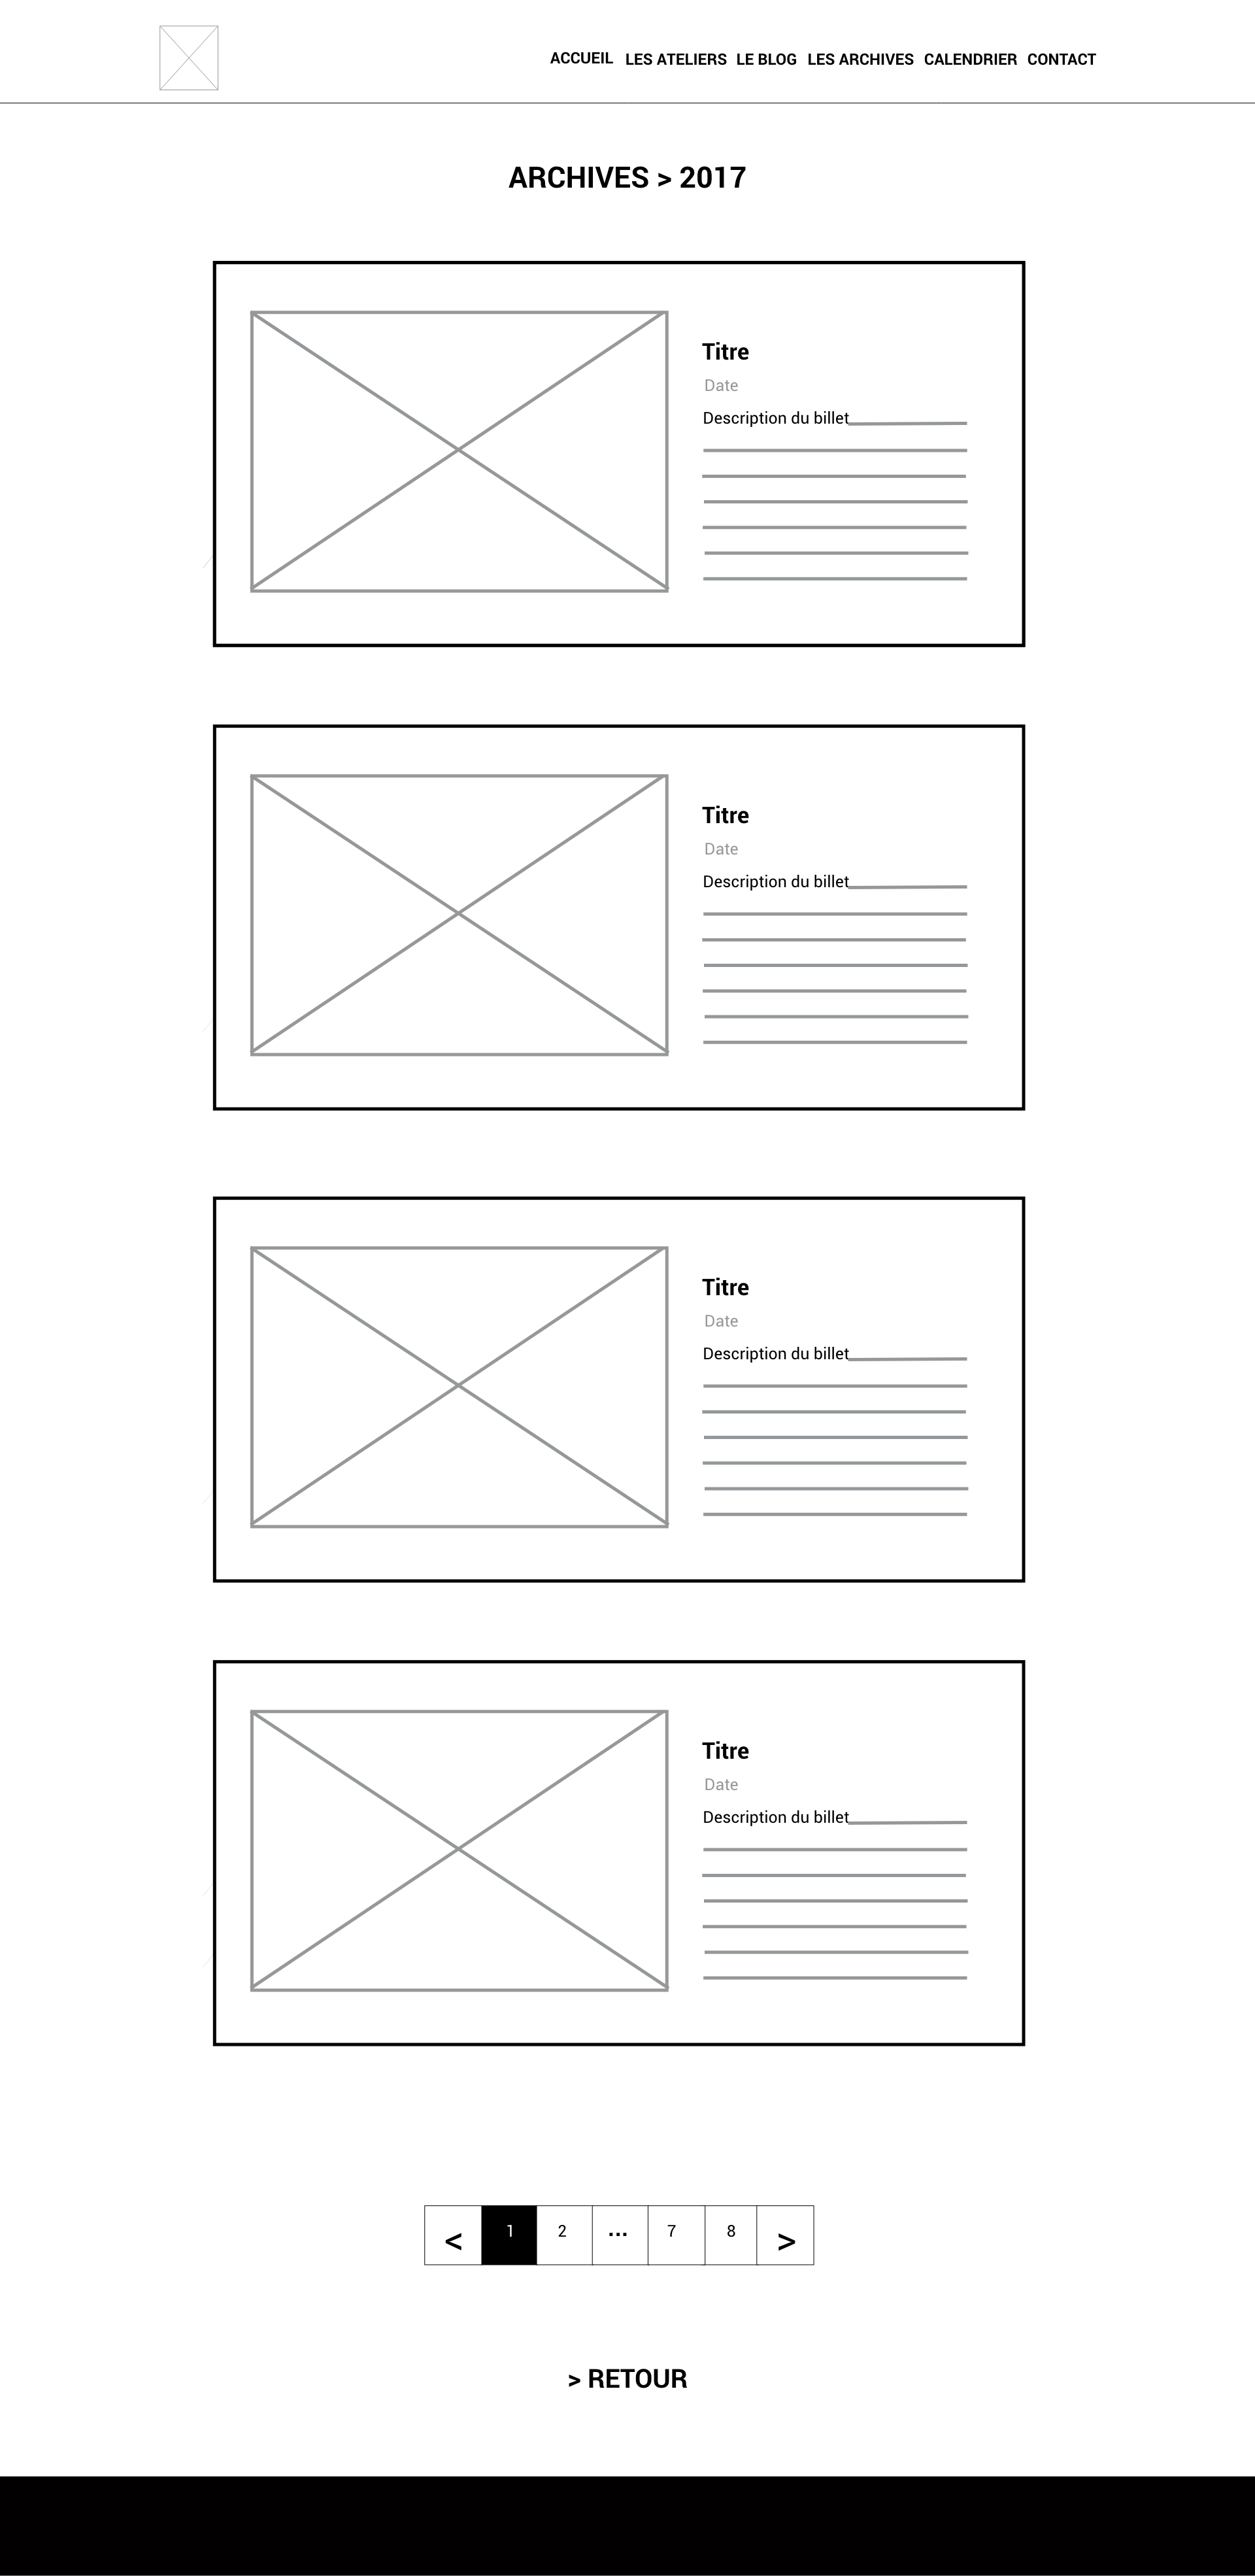 ACCUEIL LES ATELIERS LE BLOG LES ARCHIVES CALENDRIER CONTACT
ARCHIVES > 2017
Titre
Date
Description du billet
Titre
Date
Description du billet
Titre
Date
Description du billet
Titre
Date
Description du billet
< 1 2 ... 7 8 >
> RETOUR